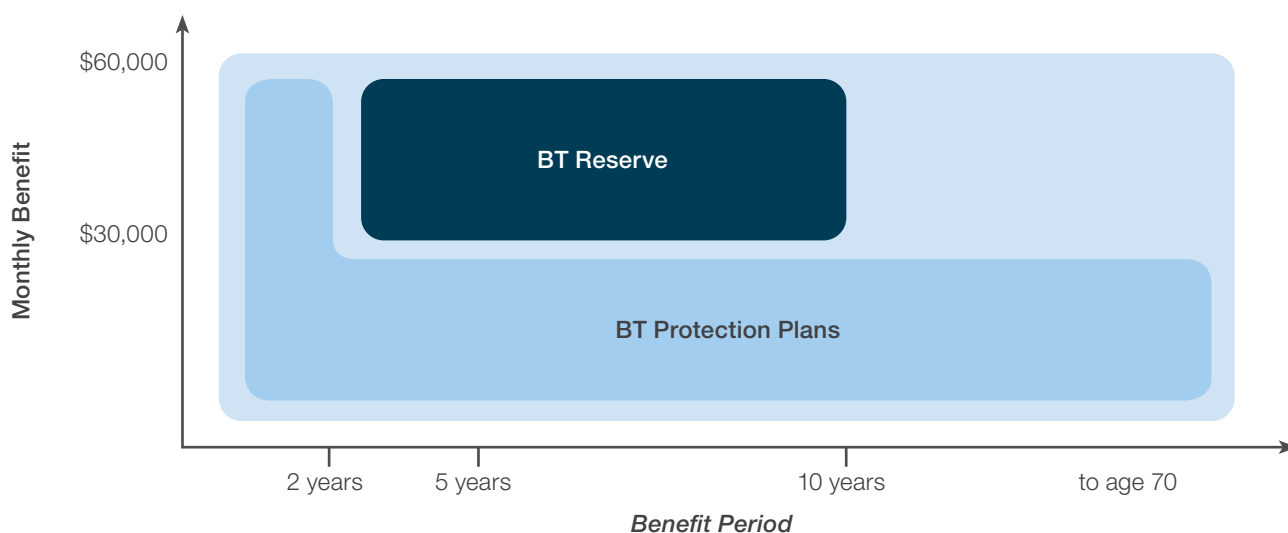 $60,000
BT Reserve
Monthly Benefit
$30,000
BT Protection Plans
2 years
5 years
10 years
to age 70
Benefit Period